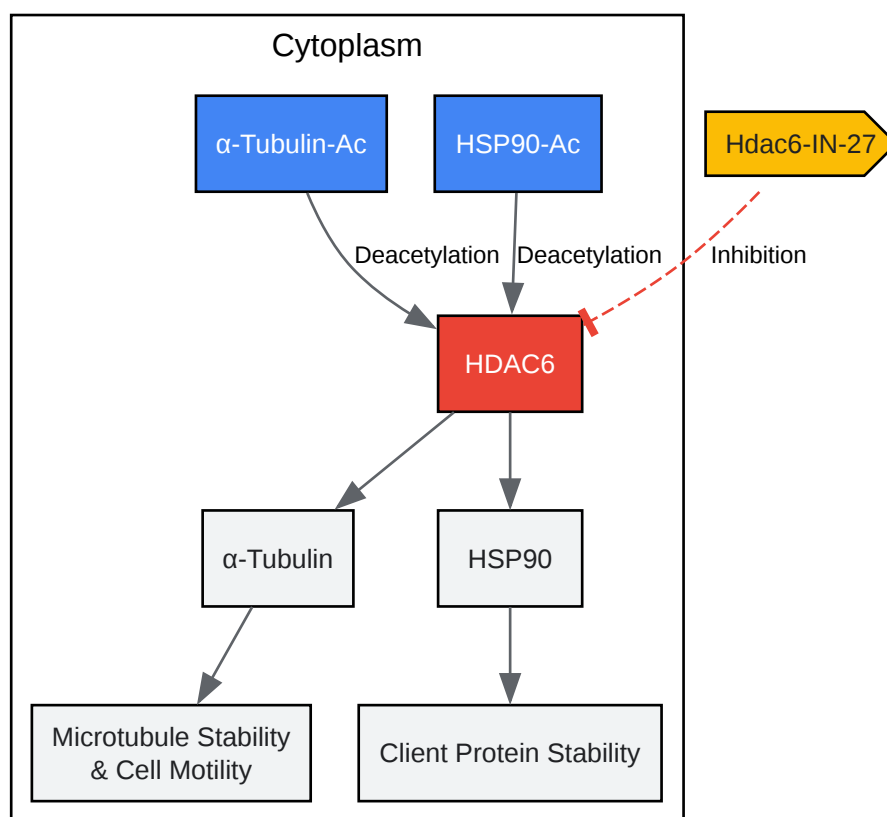 Cytoplasm
α-Tubulin-Ac
HSP90-Ac
Hdac6-IN-27
Deacetylation
Deacetylation
Inhibition
HDAC6
α-Tubulin
HSP90
Microtubule Stability
& Cell Motility
Client Protein Stability